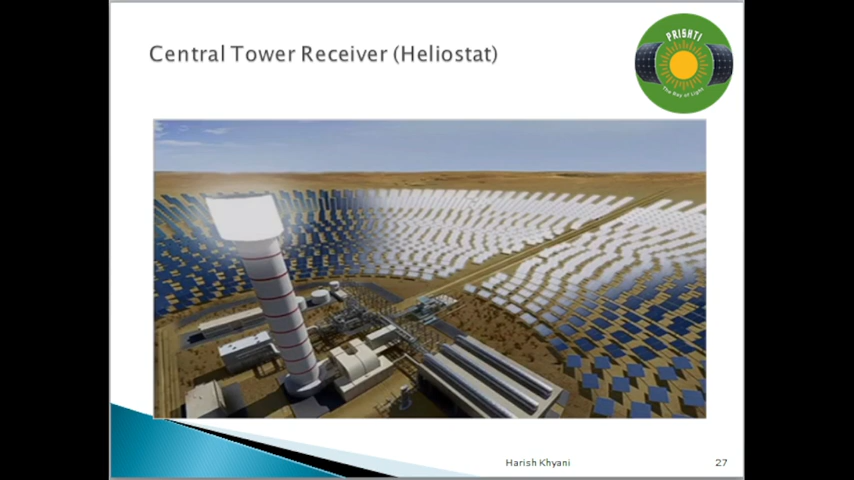 Central Tower Receiver (Heliostat)
PRISHTI
The Ray of Light
Harish Khyani
27